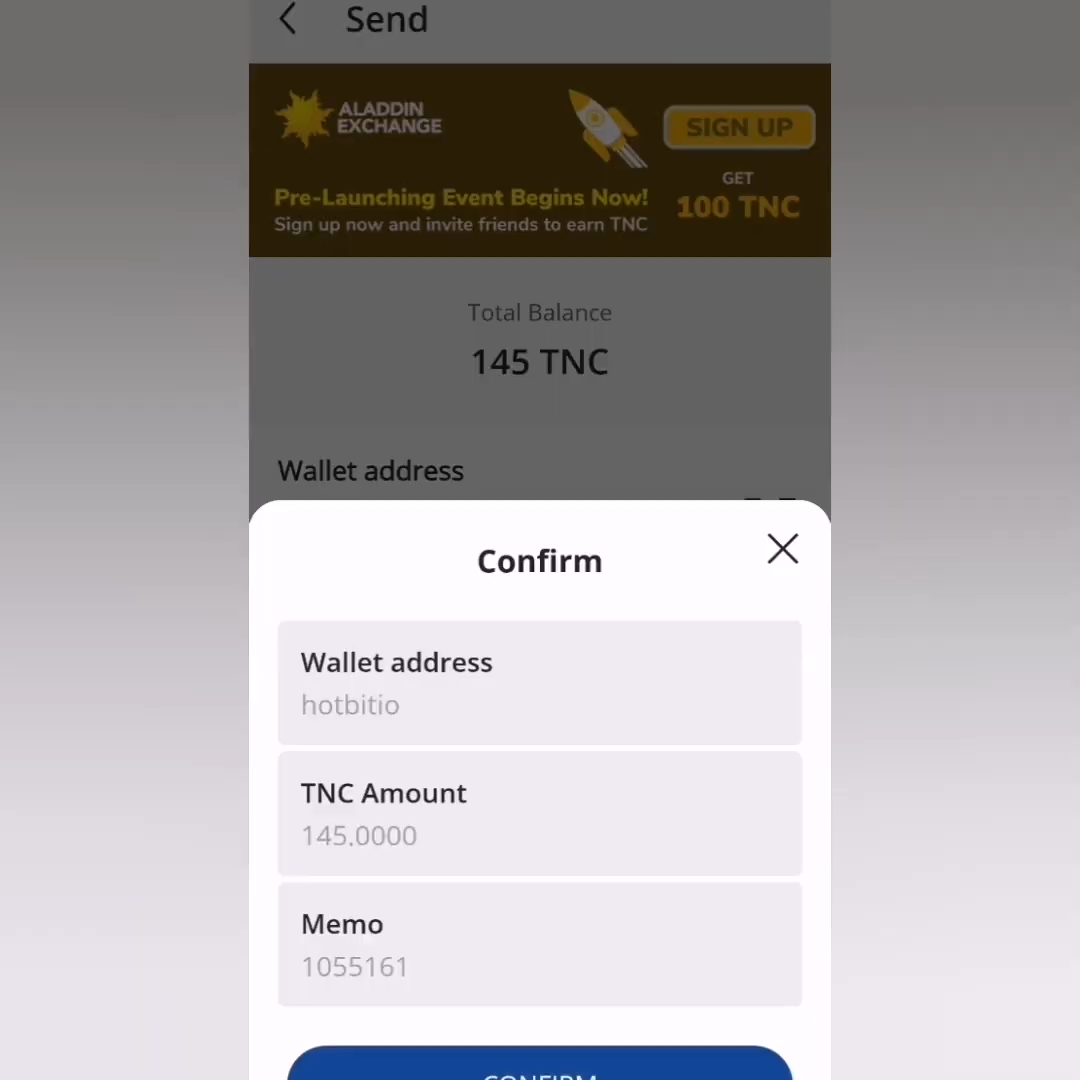 Send
ALADDIN
EXCHANGE
SIGN UP
GET
100 TNC
Pre-Launching Event Begins Now!
Sign up now and invite friends to earn TNC
Total Balance
145 TNC
Wallet address
Confirm
Wallet address
hotbitio
TNC Amount
145.0000
Memo
1055161
CONFIRM